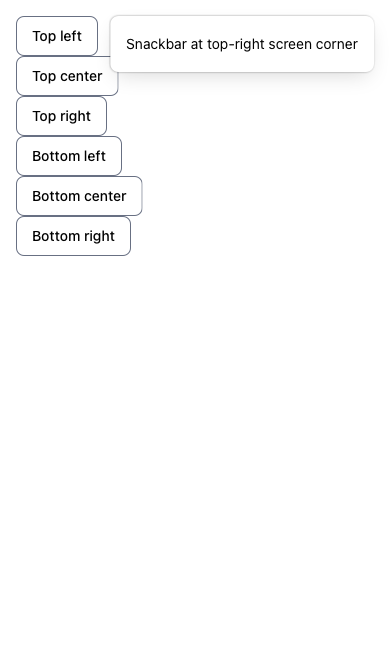 Top left
Snackbar at top-right screen corner
Top center
Top right
Bottom left
Bottom center
Bottom right